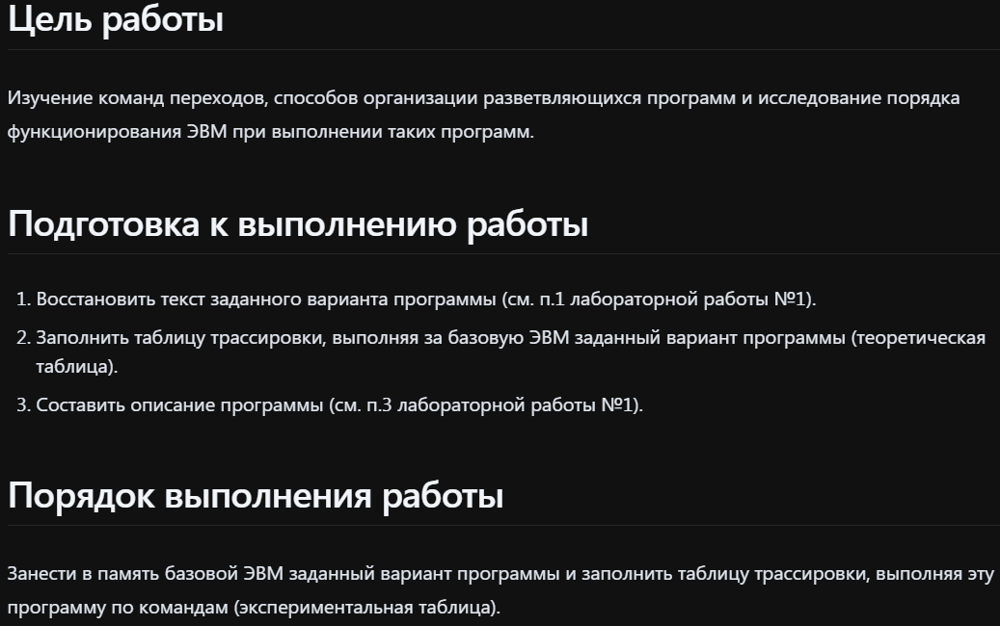 Цель работы
Изучение команд переходов, способов организации разветвляющихся программ и исследование порядка
функционирования ЭВМ при выполнении таких программ.
Подготовка к выполнению работы
1. Восстановить текст заданного варианта программы (см. п.1 лабораторной работы №1).
2. Заполнить таблицу трассировки, выполняя за базовую ЭВМ заданный вариант программы (теоретическая
таблица).
3. Составить описание программы (см. п.3 лабораторной работы №1).
Порядок выполнения работы
Занести в память базовой ЭВМ заданный вариант программы и заполнить таблицу трассировки, выполняя эту
программу по командам (экспериментальная таблица).